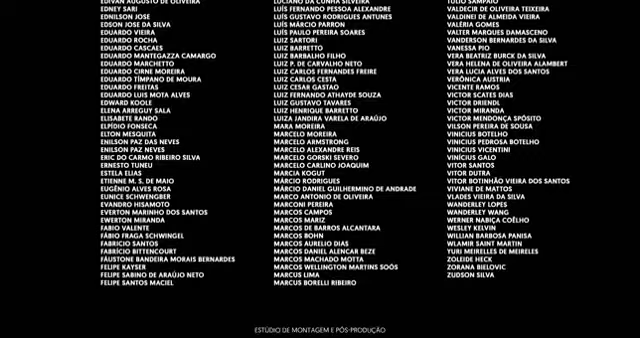 EDIVAN AUGUSTO DE OLIVEIRA
EDNEY SARI
EDNILSON JOSÉ
EDSON JOSE DA SILVA
EDUARDO VIEIRA
EDUARDO ROCHA
EDUARDO CASCAES
EDUARDO MANTEGAZZA CAMARGO
EDUARDO MARCHETTO
EDUARDO CIRNE MOREIRA
EDUARDO TÍMPANO DE MOURA
EDUARDO FREITAS
EDUARDO LUIS MOTA ALVES
EDWARD KOOLE
ELENA ARREGUY SALA
ELISABETE RANDO
ELPÍDIO FONSECA
ELTON MESQUITA
ENILSON PAZ DAS NEVES
ENILSON PAZ NEVES
ERIC DO CARMO RIBEIRO SILVA
ERNESTO TUNEU
ESTELA ELIAS
ETIENNE M. S. DE MAIO
EUGÊNIO ALVES ROSA
EUNICE SCHWENGBER
EVANDRO HISAMOTO
EVERTON MARINHO DOS SANTOS
EWERTON MIRANDA
FABIO VALENTE
FÁBIO FRAGA SCHWINGEL
FABRICIO SANTOS
FABRÍCIO BITTENCOURT
FÁUSTONE BANDEIRA MORAIS BERNARDES
FELIPE KAYSER
FELIPE SABINO DE ARAÚJO NETO
FELIPE SANTOS MACIEL
LUCIANO DA CUNHA SILVEIRA
LUÍS FERNANDO PESSOA ALEXANDRE
LUÍS GUSTAVO RODRIGUES ANTUNES
LUÍS MÁRCIO PARRON
LUÍS PAULO PEREIRA SOARES
LUIZ SARTORI
LUIZ BARRETTO
LUIZ BARBALHO FILHO
LUIZ P. DE CARVALHO NETO
LUIZ CARLOS FERNANDES FREIRE
LUIZ CARLOS CESTA
LUIZ CESAR GASTAO
LUIZ FERNANDO ATHAYDE SOUZA
LUIZ GUSTAVO TAVARES
LUIZ HENRIQUE BARRETTO
LUIZA JANDIRA VARELA DE ARAÚJO
MARA MOREIRA
MARCELO MOREIRA
MARCELO ARMSTRONG
MARCELO ALEXANDRE REIS
MARCELO GORSKI SEVERO
MARCELO CARLINO JOAQUIM
MARCIA KOGUT
MÁRCIO RODRIGUES
MÁRCIO DANIEL GUILHERMINO DE ANDRADE
MARCO ANTONIO DE OLIVEIRA
MARCONI PEREIRA
MARCOS CAMPOS
MARCOS MARIZ
MARCOS DE BARROS ALCANTARA
MARCOS BOHN
MARCOS AURELIO DIAS
MARCOS DANIEL ALENCAR BEZE
MARCOS MACHADO MOTTA
MARCOS WELLINGTON MARTINS SOÓS
MARCUS LIMA
MARCUS BORELLI RIBEIRO
TÚLIO SAMPAIO
VALDECIR DE OLIVEIRA TEIXEIRA
VALDINEI DE ALMEIDA VIEIRA
VALÉRIA GOMES
VALTER MARQUES DAMASCENO
VANDERSON BERNARDES DA SILVA
VANESSA PIO
VERA BEATRIZ BURCK DA SILVA
VERA HELENA DE OLIVEIRA ALAMBERT
VERA LUCIA ALVES DOS SANTOS
VERÔNICA AUSTRIA
VICENTE RAMOS
VICTOR SCATES DIAS
VICTOR DRIENDL
VICTOR MIRANDA
VICTOR MENDONÇA SPÓSITO
VILSON PEREIRA DE SOUSA
VINICIUS BOTELHO
VINICIUS PEDROSA BOTELHO
VINICIUS VICENTINI
VINÍCIUS GALO
VITOR SANTOS
VITOR DUTRA
VITOR BOTINHÃO VIEIRA DOS SANTOS
VIVIANE DE MATTOS
VLADES VIEIRA DA SILVA
WANDERLEY LOPES
WANDERLEY WANG
WERNER NABIÇA COÊLHO
WESLEY KELVIN
WILLIAN BARBOSA PANISA
WLAMIR SAINT MARTIN
YURI MEIRELLES DE MEIRELES
ZOLEIDE HECK
ZORANA BIELOVIC
ZUDSON SILVA
ESTÚDIO DE MONTAGEM E PÓS-PRODUÇÃO